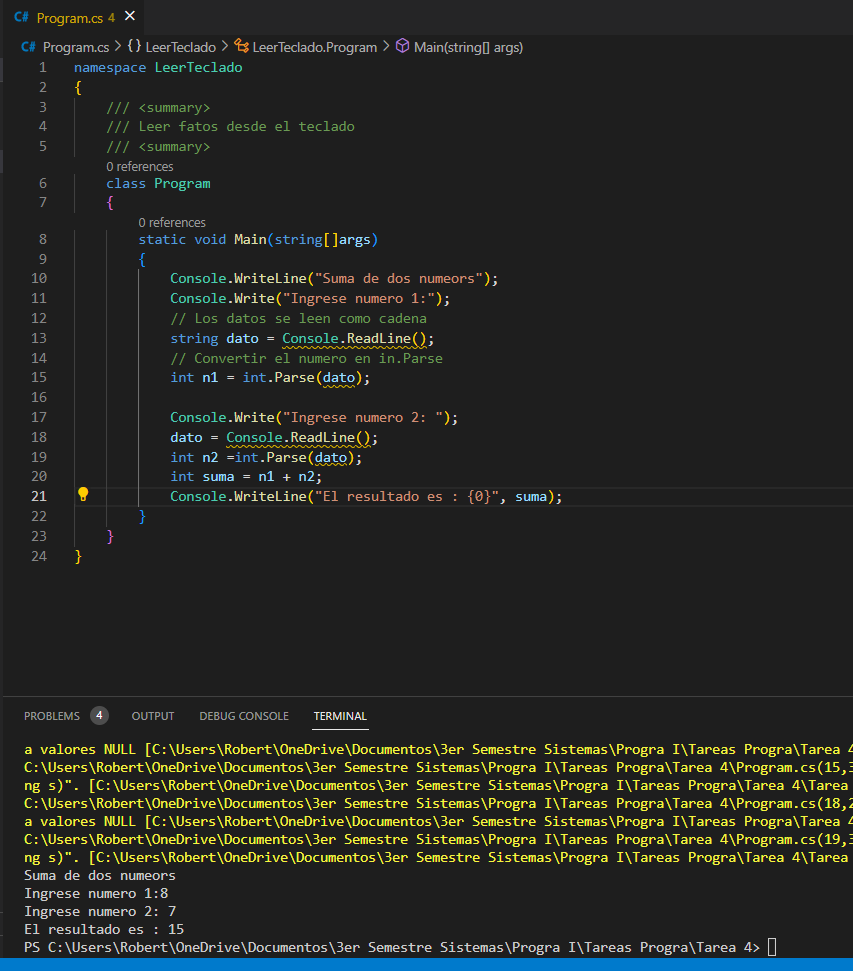 C# Program.cs 4 ×
C# Program.cs > {} LeerTeclado > LeerTeclado.Program > Main(string[] args)
1 namespace LeerTeclado
2 {
3 /// <summary>
4 /// Leer fatos desde el teclado
5 /// <summary>
0 references
6 class Program
7 {
0 references
8 static void Main(string[]args)
9 {
10 Console.WriteLine("Suma de dos numeors");
11 Console.Write("Ingrese numero 1:");
12 // Los datos se leen como cadena
13 string dato = Console.ReadLine();
14 // Convertir el numero en in.Parse
15 int n1 = int.Parse(dato);
16
17 Console.Write("Ingrese numero 2: ");
18 dato = Console.ReadLine();
19 int n2 =int.Parse(dato);
20 int suma = n1 + n2;
21 Console.WriteLine("El resultado es : {0}", suma);
22 }
23 }
24 }
PROBLEMS 4 OUTPUT DEBUG CONSOLE TERMINAL
a valores NULL [C:\Users\Robert\OneDrive\Documentos\3er Semestre Sistemas\Progra I\Tareas Progra\Tarea 4
C:\Users\Robert\OneDrive\Documentos\3er Semestre Sistemas\Progra I\Tareas Progra\Tarea 4\Program.cs(15,3
ng s)". [C:\Users\Robert\OneDrive\Documentos\3er Semestre Sistemas\Progra I\Tareas Progra\Tarea 4\Tarea
C:\Users\Robert\OneDrive\Documentos\3er Semestre Sistemas\Progra I\Tareas Progra\Tarea 4\Program.cs(18,2
a valores NULL [C:\Users\Robert\OneDrive\Documentos\3er Semestre Sistemas\Progra I\Tareas Progra\Tarea 4
C:\Users\Robert\OneDrive\Documentos\3er Semestre Sistemas\Progra I\Tareas Progra\Tarea 4\Program.cs(19,3
ng s)". [C:\Users\Robert\OneDrive\Documentos\3er Semestre Sistemas\Progra I\Tareas Progra\Tarea 4\Tarea
Suma de dos numeors
Ingrese numero 1:8
Ingrese numero 2: 7
El resultado es : 15
PS C:\Users\Robert\OneDrive\Documentos\3er Semestre Sistemas\Progra I\Tareas Progra\Tarea 4>